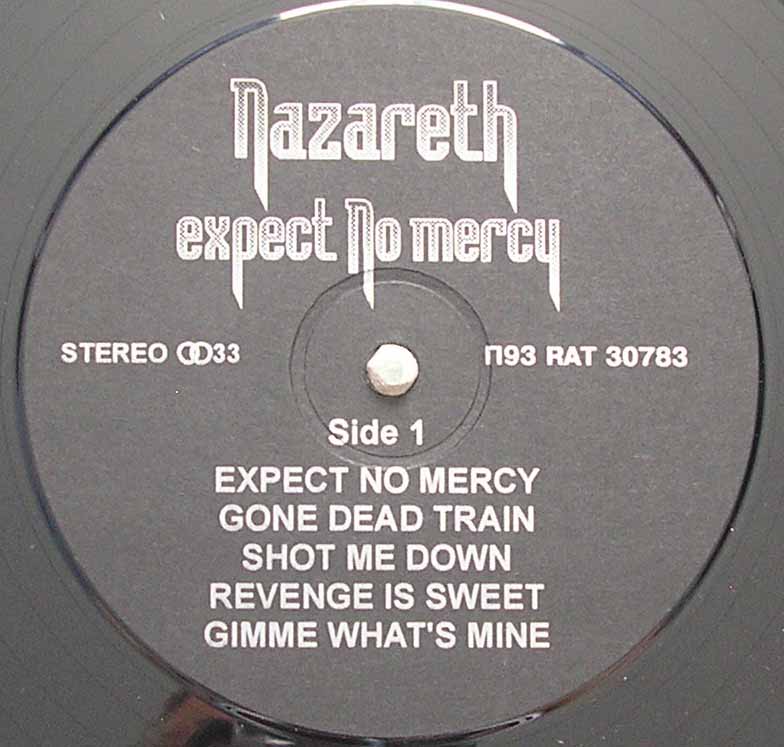 Nazareth
expect No mercy
STEREO 33 П93 RAT 30783
Side 1
EXPECT NO MERCY
GONE DEAD TRAIN
SHOT ME DOWN
REVENGE IS SWEET
GIMME WHAT'S MINE